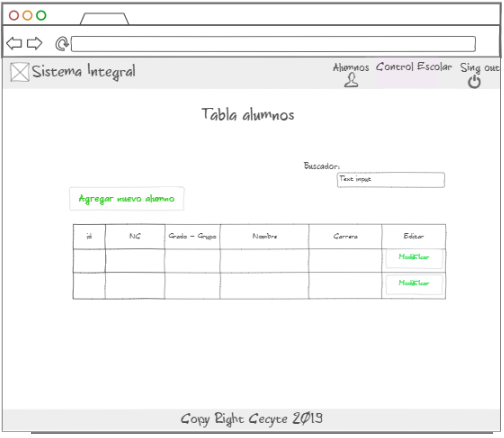 Sistema Integral
Alumnos Control Escolar Sing out
Tabla alumnos
Buscador:
Text input
Agregar nuevo alumno
id NC Grado - Grupo Nombre Carrera Editar
Modificar
Modificar
Copy Right Cecyte 2019